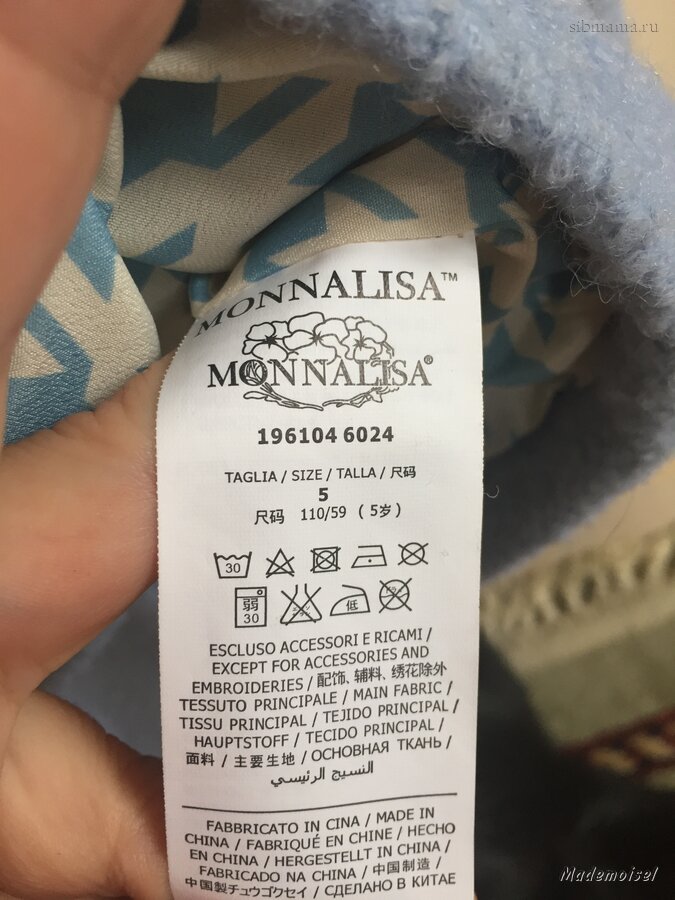 sibmama.ru
MONNALISA™
MONNALISA®
196104 6024
TAGLIA / SIZE / TALLA / 尺码
5
尺码 110/59 ( 5岁 )
30
弱
30
低
ESCLUSO ACCESSORI E RICAMI /
EXCEPT FOR ACCESSORIES AND
EMBROIDERIES / 配饰、辅料、绣花除外
TESSUTO PRINCIPALE / MAIN FABRIC /
TISSU PRINCIPAL / TEJIDO PRINCIPAL /
HAUPTSTOFF / TECIDO PRINCIPAL /
面料 / 主要生地 / ОСНОВНАЯ ТКАНЬ /
النسيج الرئيسي
FABBRICATO IN CINA / MADE IN
CHINA / FABRIQUÉ EN CHINE / HECHO
EN CHINA / HERGESTELLT IN CHINA /
FABRICADO NA CHINA / 中国制造 /
中国製チュウゴクセイ / СДЕЛАНО В КИТАЕ
Mademoisel